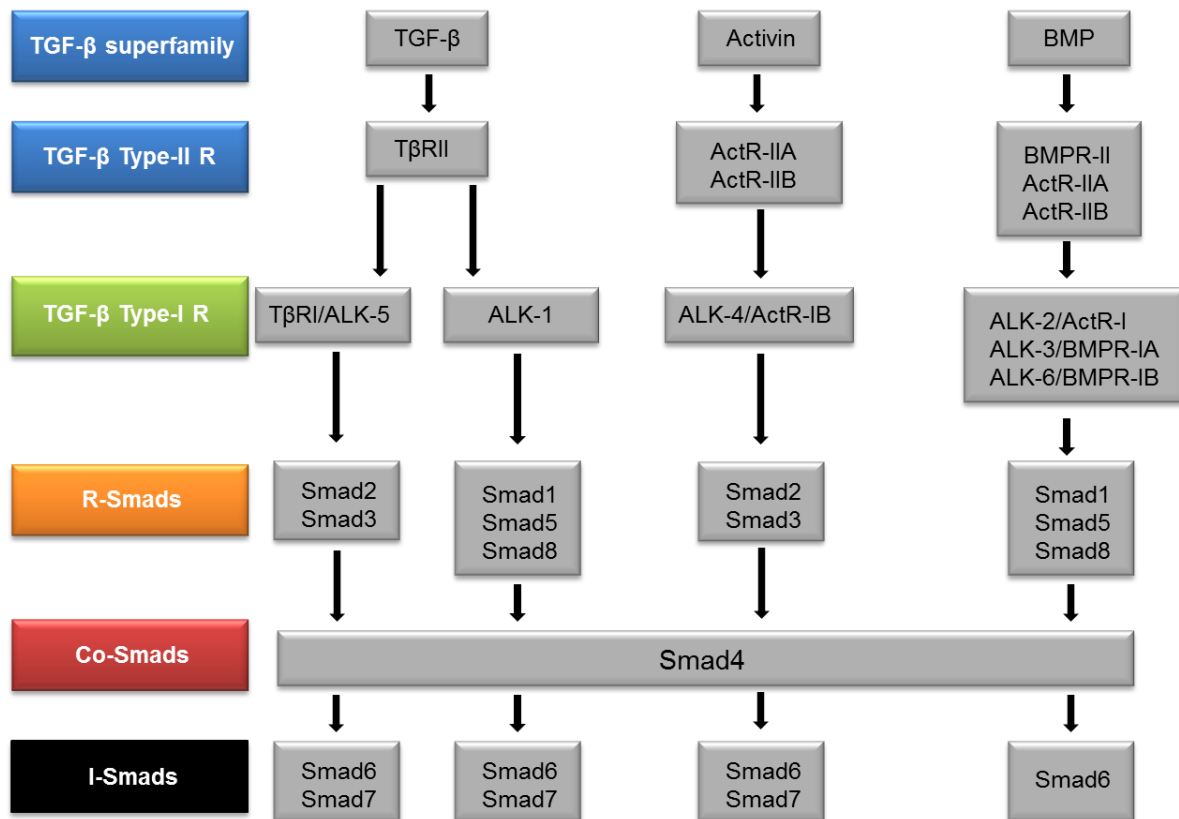 TGF-β superfamily
TGF-β
Activin
BMP
TGF-β Type-II R
TβRII
ActR-IIA
ActR-IIB
BMPR-II
ActR-IIA
ActR-IIB
TGF-β Type-I R
TβRI/ALK-5
ALK-1
ALK-4/ActR-IB
ALK-2/ActR-I
ALK-3/BMPR-IA
ALK-6/BMPR-IB
R-Smads
Smad2
Smad3
Smad1
Smad5
Smad8
Smad2
Smad3
Smad1
Smad5
Smad8
Co-Smads
Smad4
I-Smads
Smad6
Smad7
Smad6
Smad7
Smad6
Smad7
Smad6